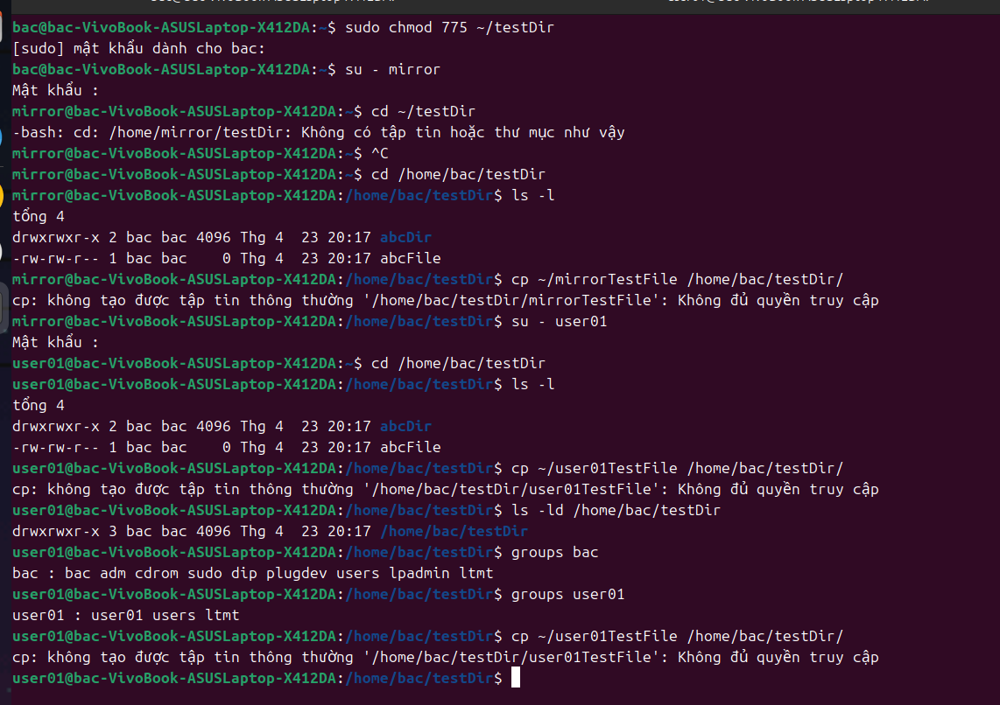 bac@bac-VivoBook-ASUSLaptop-X412DA:~$ sudo chmod 775 ~/testDir
[sudo] mật khẩu dành cho bac:
bac@bac-VivoBook-ASUSLaptop-X412DA:~$ su - mirror
Mật khẩu :
mirror@bac-VivoBook-ASUSLaptop-X412DA:~$ cd ~/testDir
-bash: cd: /home/mirror/testDir: Không có tập tin hoặc thư mục như vậy
mirror@bac-VivoBook-ASUSLaptop-X412DA:~$ ^C
mirror@bac-VivoBook-ASUSLaptop-X412DA:~$ cd /home/bac/testDir
mirror@bac-VivoBook-ASUSLaptop-X412DA:/home/bac/testDir$ ls -l
tổng 4
drwxrwxr-x 2 bac bac 4096 Thg 4  23 20:17 abcDir
-rw-rw-r-- 1 bac bac    0 Thg 4  23 20:17 abcFile
mirror@bac-VivoBook-ASUSLaptop-X412DA:/home/bac/testDir$ cp ~/mirrorTestFile /home/bac/testDir/
cp: không tạo được tập tin thông thường '/home/bac/testDir/mirrorTestFile': Không đủ quyền truy cập
mirror@bac-VivoBook-ASUSLaptop-X412DA:/home/bac/testDir$ su - user01
Mật khẩu :
user01@bac-VivoBook-ASUSLaptop-X412DA:~$ cd /home/bac/testDir
user01@bac-VivoBook-ASUSLaptop-X412DA:/home/bac/testDir$ ls -l
tổng 4
drwxrwxr-x 2 bac bac 4096 Thg 4  23 20:17 abcDir
-rw-rw-r-- 1 bac bac    0 Thg 4  23 20:17 abcFile
user01@bac-VivoBook-ASUSLaptop-X412DA:/home/bac/testDir$ cp ~/user01TestFile /home/bac/testDir/
cp: không tạo được tập tin thông thường '/home/bac/testDir/user01TestFile': Không đủ quyền truy cập
user01@bac-VivoBook-ASUSLaptop-X412DA:/home/bac/testDir$ ls -ld /home/bac/testDir
drwxrwxr-x 3 bac bac 4096 Thg 4  23 20:17 /home/bac/testDir
user01@bac-VivoBook-ASUSLaptop-X412DA:/home/bac/testDir$ groups bac
bac : bac adm cdrom sudo dip plugdev users lpadmin ltmt
user01@bac-VivoBook-ASUSLaptop-X412DA:/home/bac/testDir$ groups user01
user01 : user01 users ltmt
user01@bac-VivoBook-ASUSLaptop-X412DA:/home/bac/testDir$ cp ~/user01TestFile /home/bac/testDir/
cp: không tạo được tập tin thông thường '/home/bac/testDir/user01TestFile': Không đủ quyền truy cập
user01@bac-VivoBook-ASUSLaptop-X412DA:/home/bac/testDir$